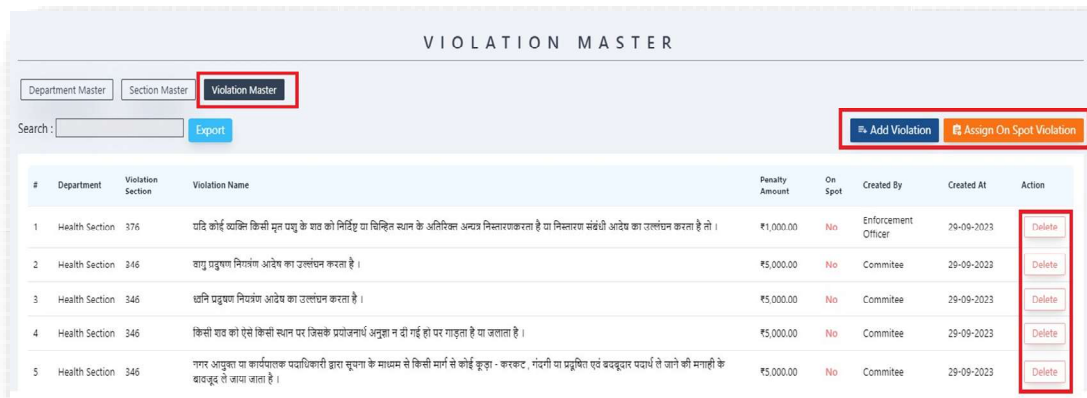 VIOLATION MASTER
Department Master Section Master Violation Master
Search : Export Add Violation Assign On Spot Violation
# Department Violation Section Violation Name Penalty Amount On Spot Created By Created At Action
1 Health Section 376 यदि कोई व्यक्ति किसी मृत पशु के शव को निर्दिष्ट या चिन्हित स्थान के अतिरिक्त अन्यत्र निस्तारणकरता है या निस्तारण संबंधी आदेष का उल्लंघन करता है तो । ₹1,000.00 No Enforcement Officer 29-09-2023 Delete
2 Health Section 346 वायु प्रदुषण नियत्रंण आदेष का उत्लंघन करता है । ₹5,000.00 No Commitee 29-09-2023 Delete
3 Health Section 346 ध्वनि प्रदुषण नियत्रंण आदेष का उत्लंघन करता है । ₹5,000.00 No Commitee 29-09-2023 Delete
4 Health Section 346 किसी शव को ऐसे किसी स्थान पर जिसके प्रयोजनार्थ अनुज्ञा न दी गई हो पर गाड़ता है या जलाता है । ₹5,000.00 No Commitee 29-09-2023 Delete
5 Health Section 346 नगर आयुक्त या कार्यपालक पदाधिकारी द्वारा सूचना के माध्यम से किसी मार्ग से कोई कूड़ा - करकट , गंदगी या प्रदूषित एवं बदबूदार पदार्थ ले जाने की मनाही के
बावजूद ले जाया जाता है । ₹5,000.00 No Commitee 29-09-2023 Delete